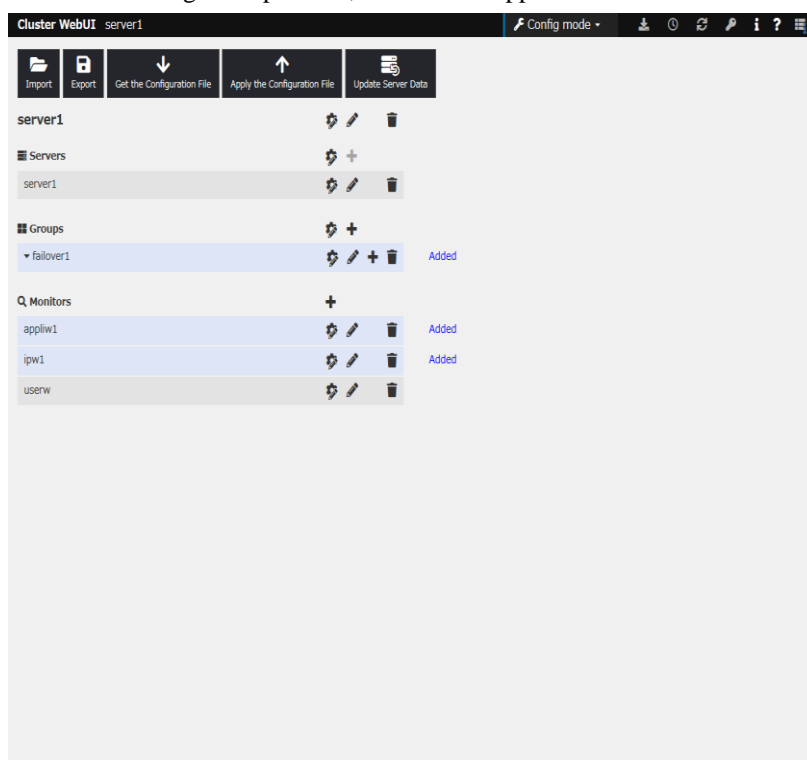 Cluster WebUI server1 Config mode
Import Export Get the Configuration File Apply the Configuration File Update Server Data
server1
Servers
server1
Groups
failover1 Added
Monitors
appliw1 Added
ipw1 Added
userw